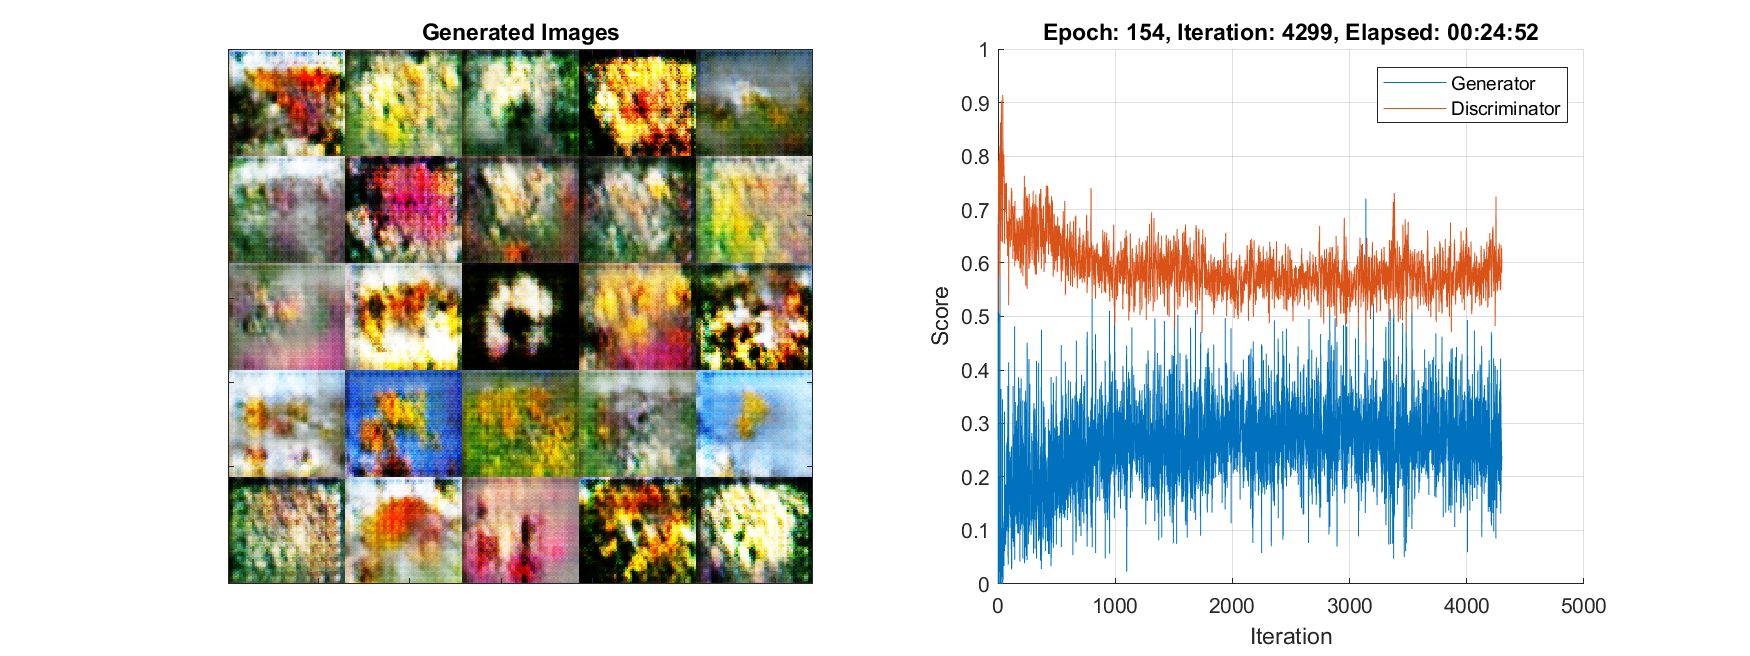 Generated Images
Epoch: 154, Iteration: 4299, Elapsed: 00:24:52
Generator
Discriminator
1
0.9
0.8
0.7
0.6
0.5
0.4
0.3
0.2
0.1
0
Score
0
1000
2000
3000
4000
5000
Iteration